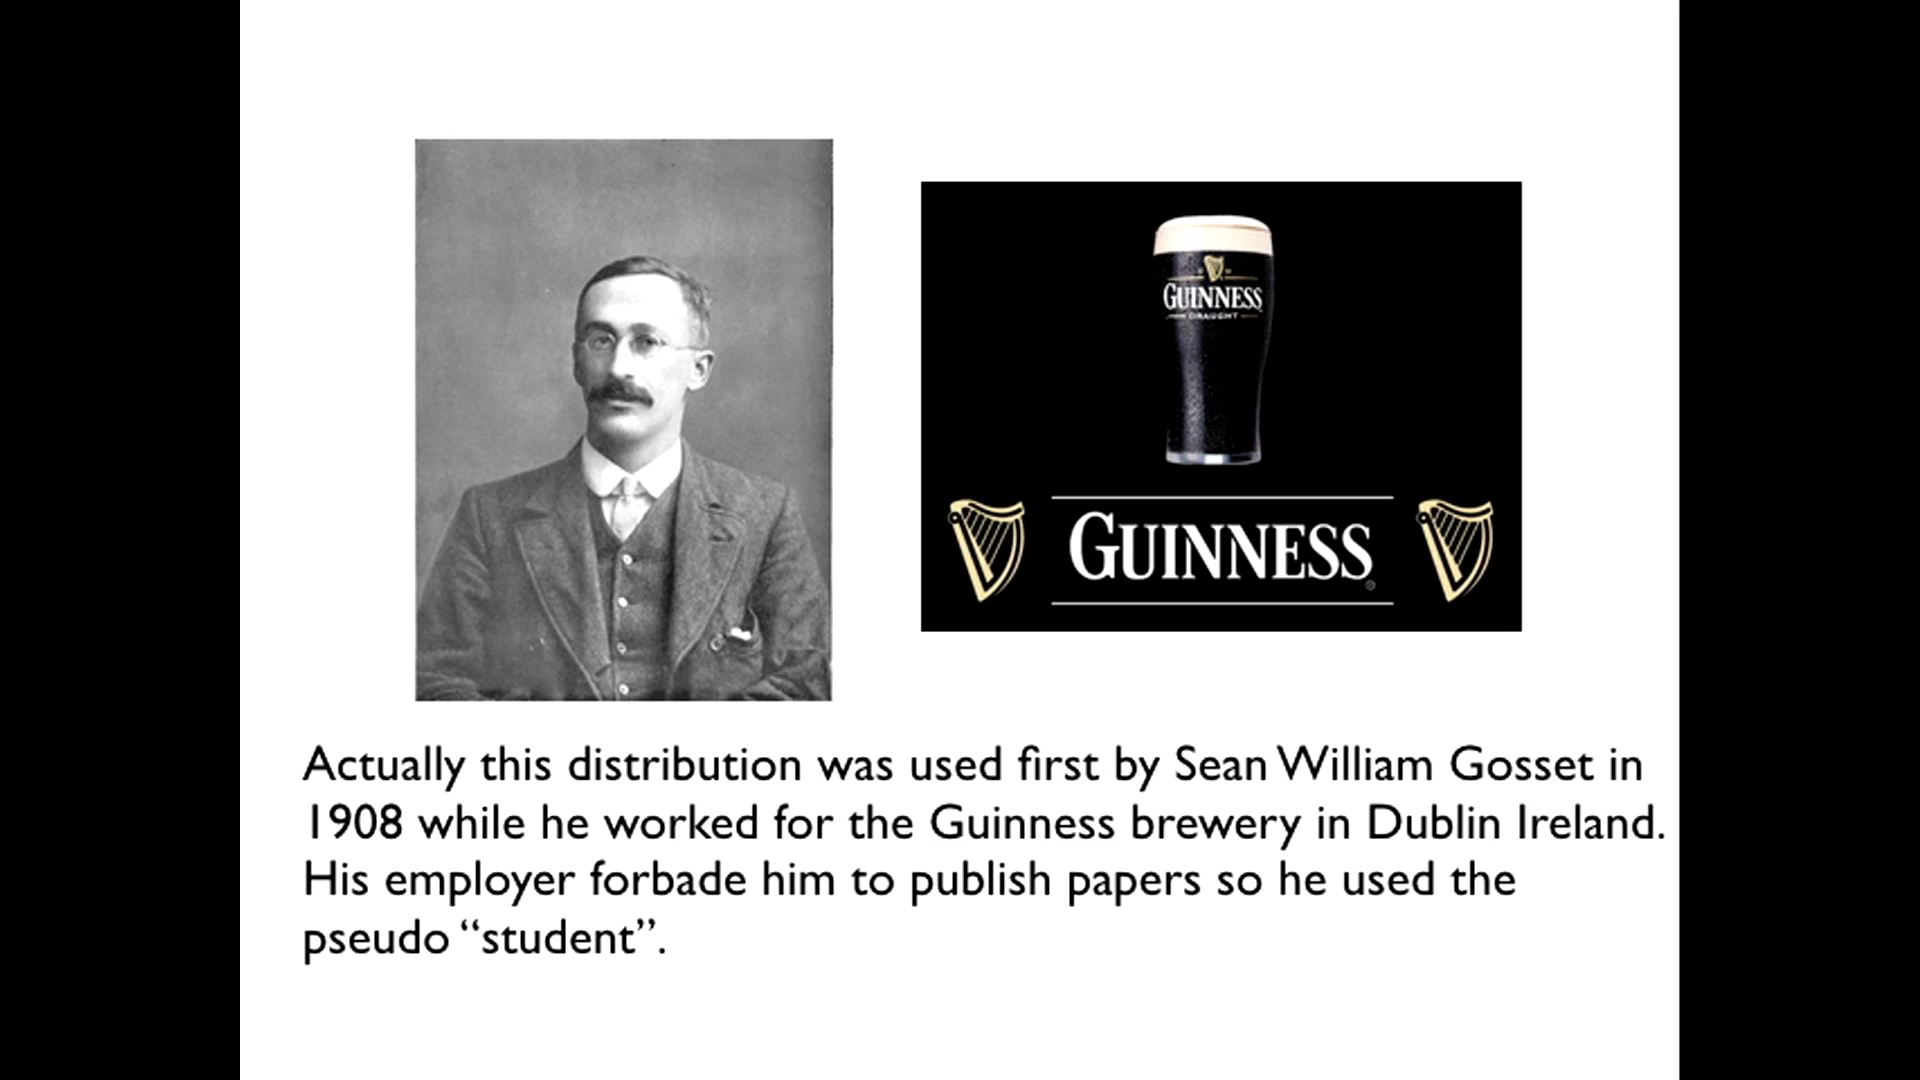 GUINNESS
DRAUGHT
GUINNESS®
Actually this distribution was used first by Sean William Gosset in
1908 while he worked for the Guinness brewery in Dublin Ireland.
His employer forbade him to publish papers so he used the
pseudo “student”.